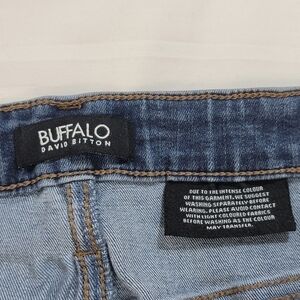 BUFFALO
DAVID BITTON
DUE TO THE INTENSE COLOUR
OF THIS GARMENT, WE SUGGEST
WASHING SEPARATELY BEFORE
WEARING. PLEASE AVOID CONTACT
WITH LIGHT COLOURED FABRICS
BEFORE WASHING AS THE COLOUR
MAY TRANSFER.